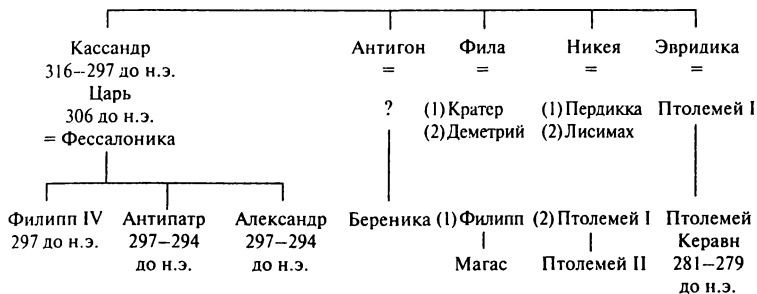 Кассандр Антигон Фила Никея Эвридика
316–297 до н.э. = = = =
Царь ? (1) Кратер (1) Пердикка Птолемей I
306 до н.э. (2) Деметрий (2) Лисимах
= Фессалоника
Филипп IV Антипатр Александр Береника (1) Филипп (2) Птолемей I Птолемей
297 до н.э. 297–294 297–294 Керавн
до н.э. до н.э. Магас Птолемей II 281–279
до н.э.